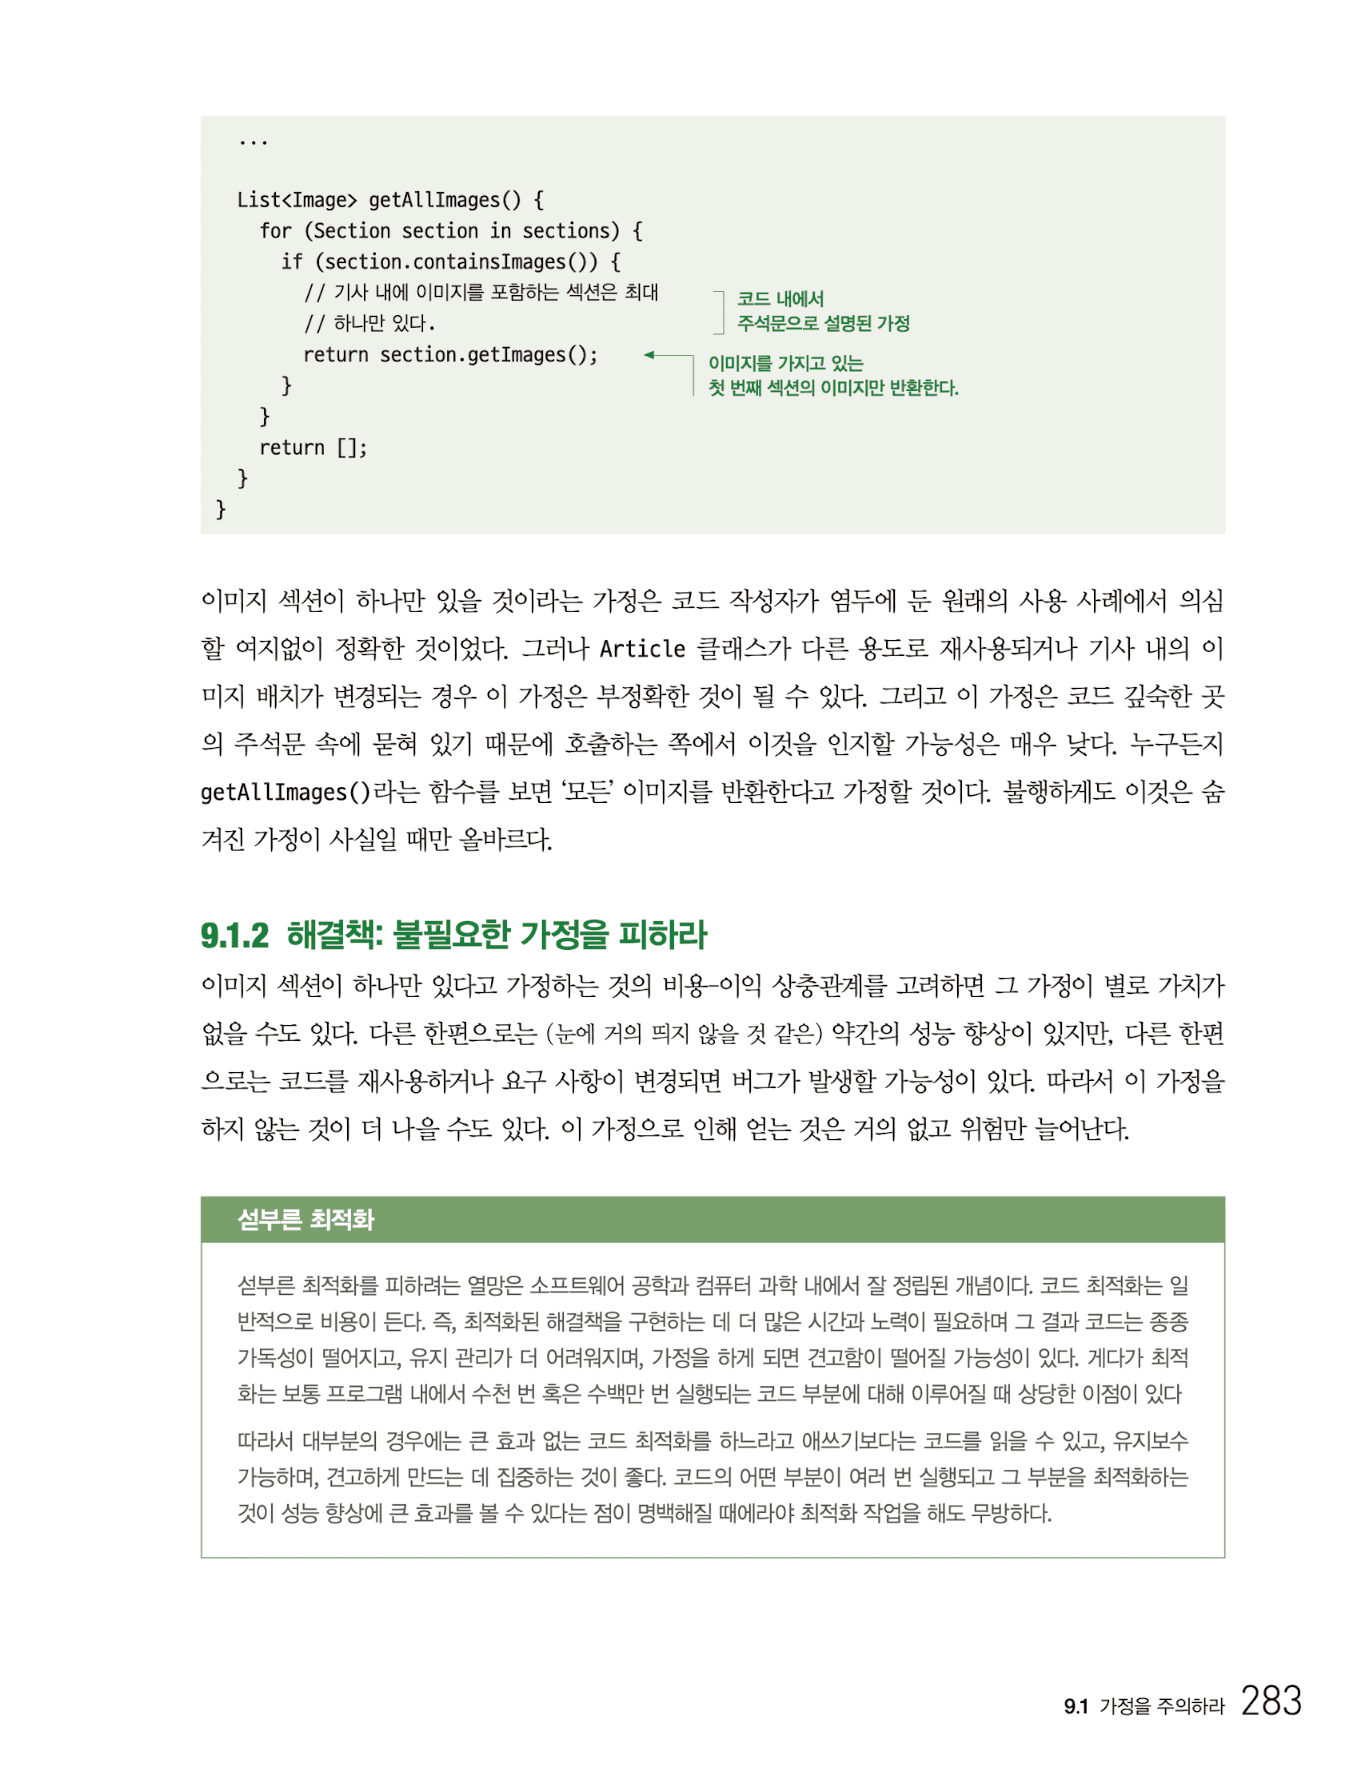 ...
List<Image> getAllImages() {
for (Section section in sections) {
if (section.containsImages()) {
// 기사 내에 이미지를 포함하는 섹션은 최대
// 하나만 있다.
코드 내에서
주석문으로 설명된 가정
return section.getImages();
이미지를 가지고 있는
첫 번째 섹션의 이미지만 반환한다.
}
}
return [];
}
}
이미지 섹션이 하나만 있을 것이라는 가정은 코드 작성자가 염두에 둔 원래의 사용 사례에서 의심
할 여지없이 정확한 것이었다. 그러나 Article 클래스가 다른 용도로 재사용되거나 기사 내의 이
미지 배치가 변경되는 경우 이 가정은 부정확한 것이 될 수 있다. 그리고 이 가정은 코드 깊숙한 곳
의 주석문 속에 묻혀 있기 때문에 호출하는 쪽에서 이것을 인지할 가능성은 매우 낮다. 누구든지
getAllImages()라는 함수를 보면 ‘모든’ 이미지를 반환한다고 가정할 것이다. 불행하게도 이것은 숨
겨진 가정이 사실일 때만 올바르다.
9.1.2 해결책: 불필요한 가정을 피하라
이미지 섹션이 하나만 있다고 가정하는 것의 비용-이익 상충관계를 고려하면 그 가정이 별로 가치가
없을 수도 있다. 다른 한편으로는 (눈에 거의 띄지 않을 것 같은) 약간의 성능 향상이 있지만, 다른 한편
으로는 코드를 재사용하거나 요구 사항이 변경되면 버그가 발생할 가능성이 있다. 따라서 이 가정을
하지 않는 것이 더 나을 수도 있다. 이 가정으로 인해 얻는 것은 거의 없고 위험만 늘어난다.
섣부른 최적화
섣부른 최적화를 피하려는 열망은 소프트웨어 공학과 컴퓨터 과학 내에서 잘 정립된 개념이다. 코드 최적화는 일
반적으로 비용이 든다. 즉, 최적화된 해결책을 구현하는 데 더 많은 시간과 노력이 필요하며 그 결과 코드는 종종
가독성이 떨어지고, 유지 관리가 더 어려워지며, 가정을 하게 되면 견고함이 떨어질 가능성이 있다. 게다가 최적
화는 보통 프로그램 내에서 수천 번 혹은 수백만 번 실행되는 코드 부분에 대해 이루어질 때 상당한 이점이 있다
따라서 대부분의 경우에는 큰 효과 없는 코드 최적화를 하느라고 애쓰기보다는 코드를 읽을 수 있고, 유지보수
가능하며, 견고하게 만드는 데 집중하는 것이 좋다. 코드의 어떤 부분이 여러 번 실행되고 그 부분을 최적화하는
것이 성능 향상에 큰 효과를 볼 수 있다는 점이 명백해질 때에라야 최적화 작업을 해도 무방하다.
9.1 가정을 주의하라 283